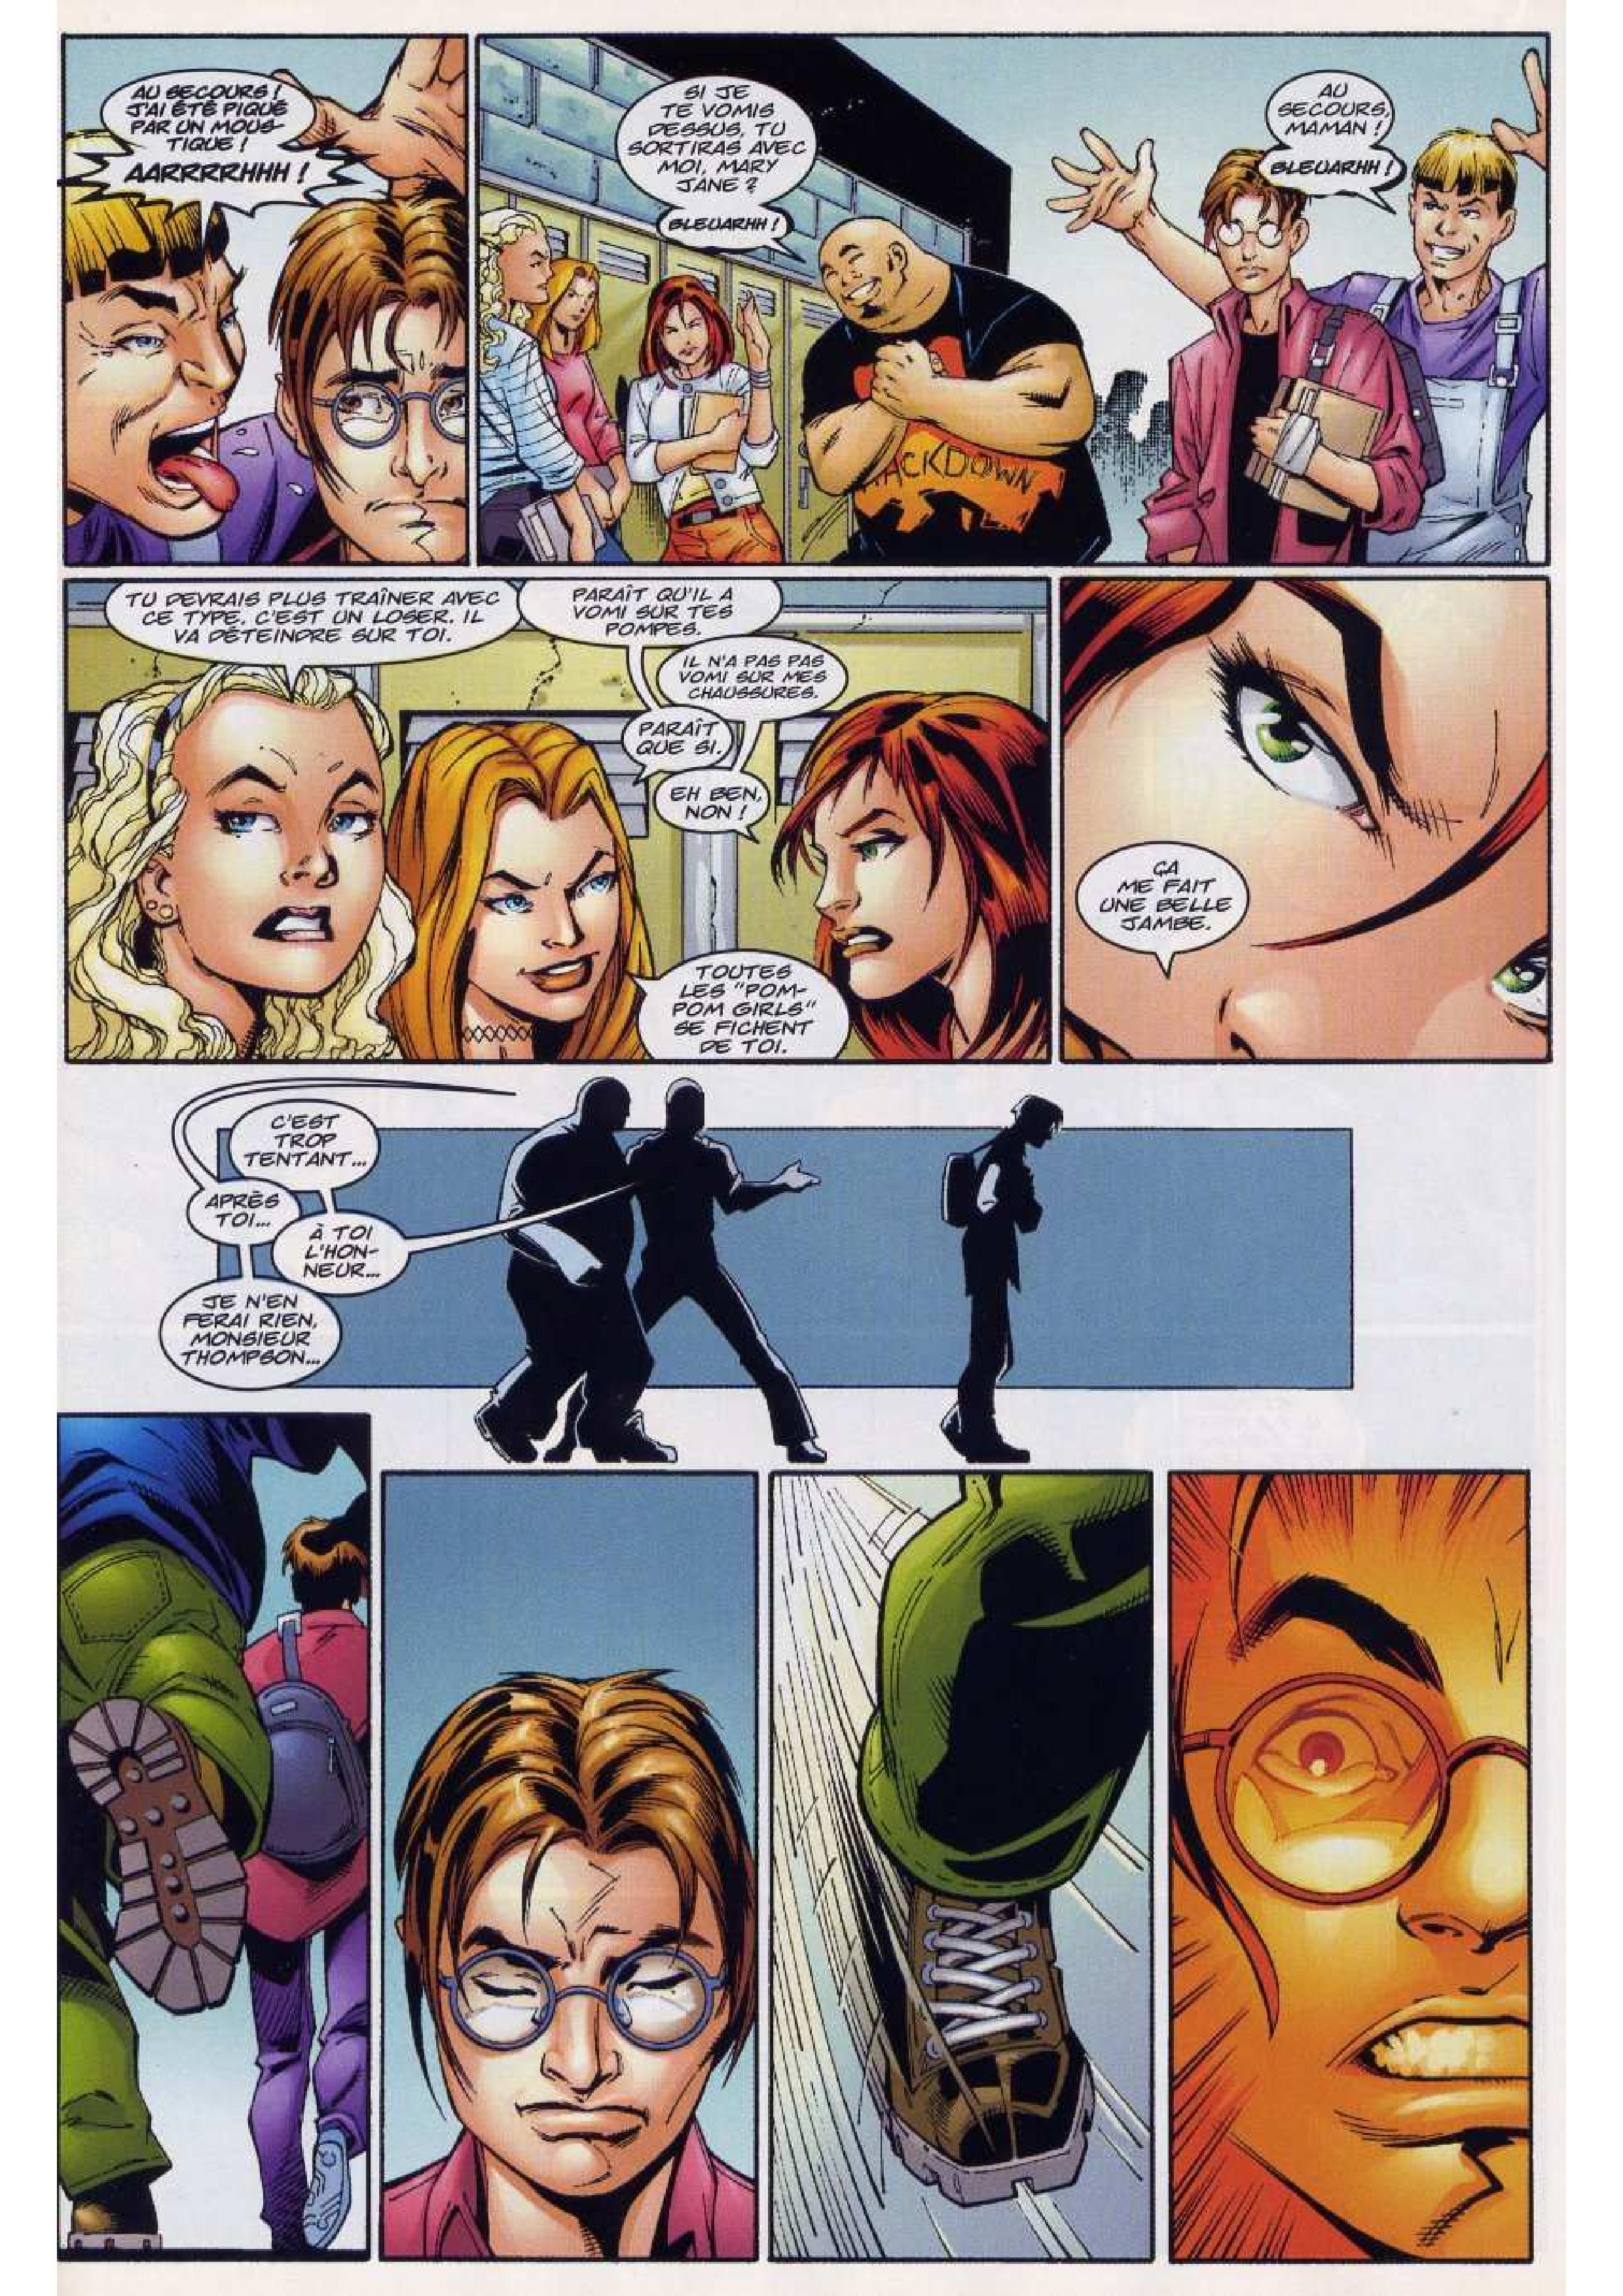 AU SECOURS !
J'AI ÉTÉ PIQUÉ
PAR UN MOUS-
TIQUE !
AARRRRHHH !
SI JE
TE VOMIS
DESSUS, TU
SORTIRAS AVEC
MOI, MARY
JANE ?
BLEUARHH !
AU
SECOURS,
MAMAN !
BLEUARHH !
ACKDOWN
TU DEVRAIS PLUS TRAÎNER AVEC
CE TYPE. C'EST UN LOSER. IL
VA DÉTEINDRE SUR TOI.
PARAÎT QU'IL A
VOMI SUR TES
POMPES.
IL N'A PAS PAS
VOMI SUR MES
CHAUSSURES.
PARAÎT
QUE SI.
EH BEN,
NON !
TOUTES
LES "POM-
POM GIRLS"
SE FICHENT
DE TOI.
ÇA
ME FAIT
UNE BELLE
JAMBE.
C'EST
TROP
TENTANT...
APRÈS
TOI...
À TOI
L'HON-
NEUR...
JE N'EN
FERAI RIEN,
MONSIEUR
THOMPSON...